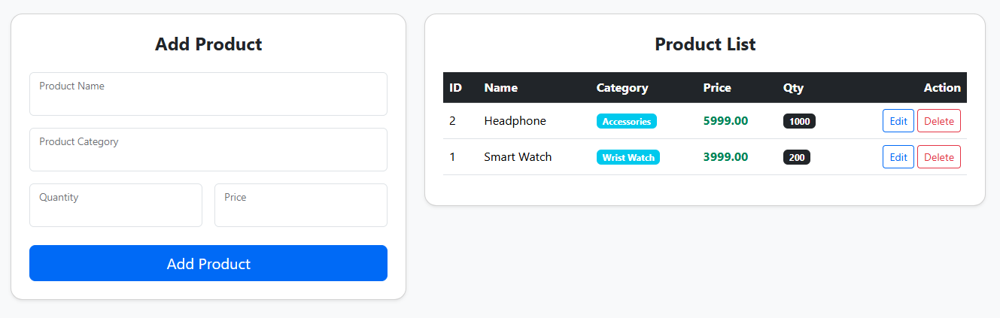 Add Product
Product Name
Product Category
Quantity Price
Add Product
Product List
ID Name Category Price Qty Action
2 Headphone Accessories 5999.00 1000 Edit Delete
1 Smart Watch Wrist Watch 3999.00 200 Edit Delete